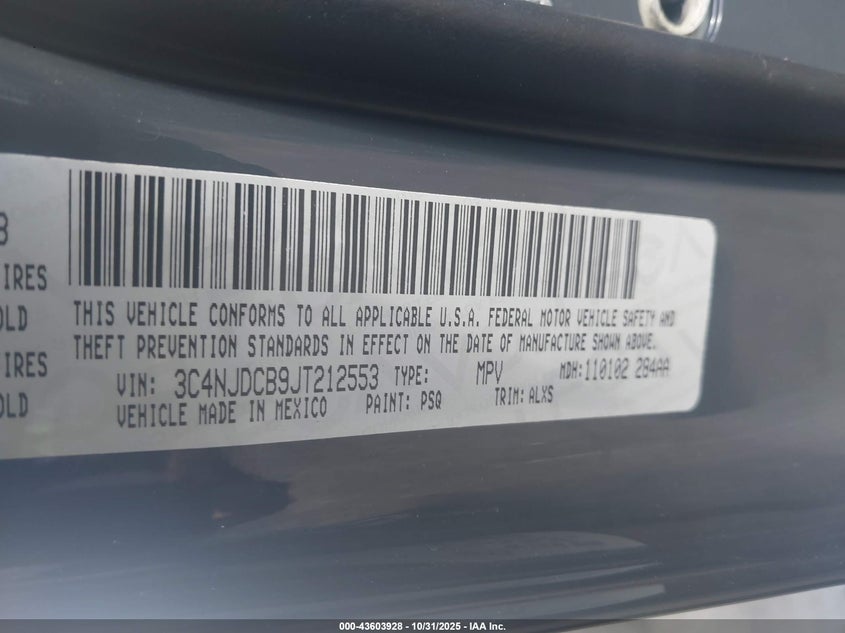 8
IRES
OLD
IRES
OLD
THIS VEHICLE CONFORMS TO ALL APPLICABLE U.S.A. FEDERAL MOTOR VEHICLE SAFETY AND
THEFT PREVENTION STANDARDS IN EFFECT ON THE DATE OF MANUFACTURE SHOWN ABOVE.
VIN: 3C4NJDCB9JT212553 TYPE: MPV MDH: 110102 284AA
VEHICLE MADE IN MEXICO PAINT: PSQ TRIM: ALXS
000-43603928 - 10/31/2025 - IAA Inc.